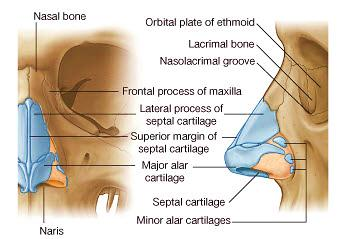 Nasal bone
Orbital plate of ethmoid
Lacrimal bone
Nasolacrimal groove
Frontal process of maxilla
Lateral process of
septal cartilage
Superior margin of
septal cartilage
Major alar
cartilage
Septal cartilage
Minor alar cartilages
Naris